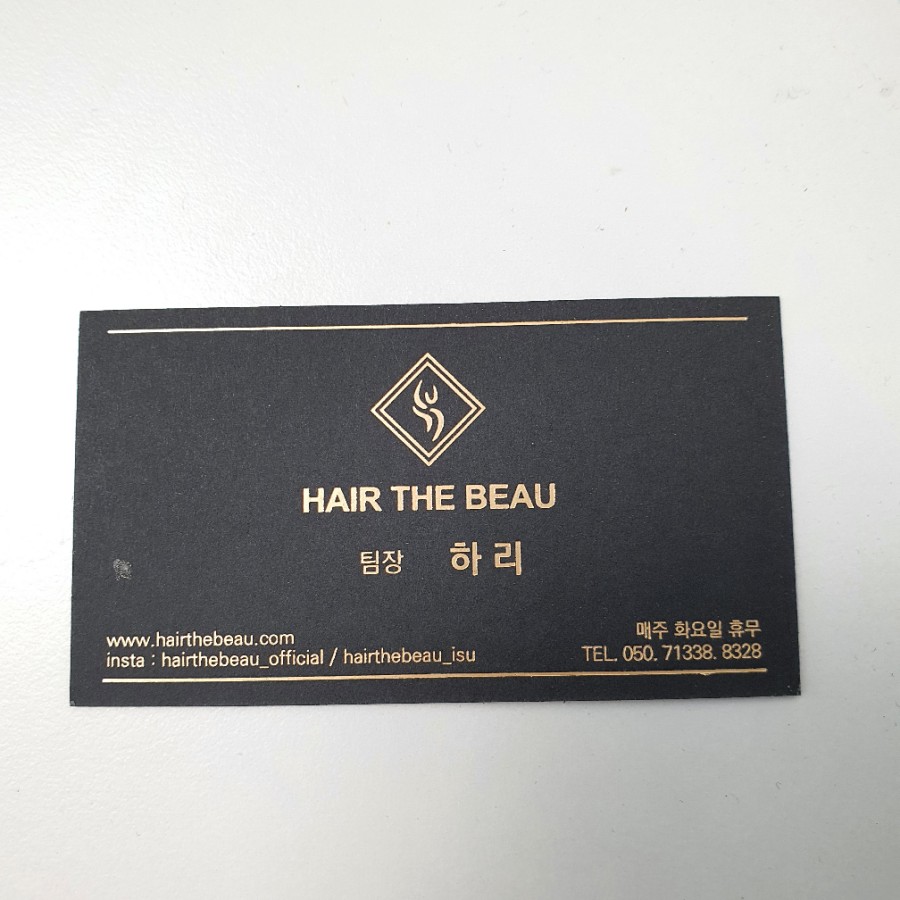 HAIR THE BEAU
팀장 하리
www.hairthebeau.com
insta : hairthebeau_official / hairthebeau_isu
매주 화요일 휴무
TEL. 050. 71338. 8328